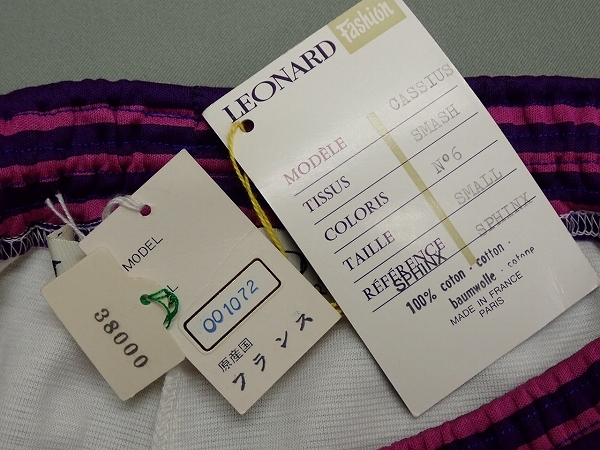 LEONARD
Fashion
MODÈLE CASSIUS
TISSUS SMASH
COLORIS Nº6
TAILLE SMALL
RÉFÉRENCE SPHINX
SPHINX
100% coton · cotton ·
baumwolle · cotone
MADE IN FRANCE
PARIS
MODEL
001072
原産国
フランス
38000